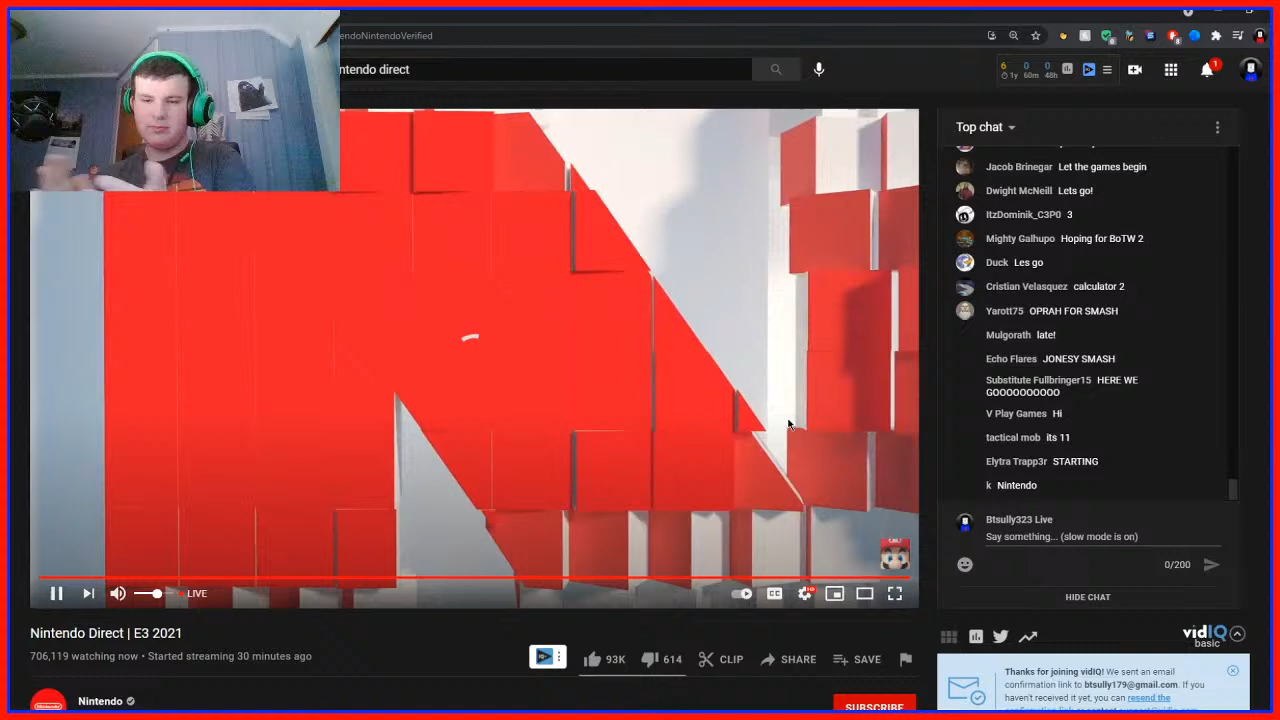 endoNintendoVerified
ntendo direct
6 0 0
1y 60m 48h
1
8
Top chat
Jacob Brinegar Let the games begin
Dwight McNeill Lets go!
ItzDominik_C3P0 3
Mighty Galhupo Hoping for BoTW 2
Duck Les go
Cristian Velasquez calculator 2
Yarott75 OPRAH FOR SMASH
Mulgorath late!
Echo Flares JONESY SMASH
Substitute Fullbringer15 HERE WE
GOOOOOOOOO
V Play Games Hi
tactical mob its 11
Elytra Trapp3r STARTING
k Nintendo
Btsully323 Live
Say something... (slow mode is on)
0/200
HIDE CHAT
LIVE
CC
HD
Nintendo Direct | E3 2021
706,119 watching now • Started streaming 30 minutes ago
93K 614 CLIP SHARE SAVE
Nintendo
Nintendo
SUBSCRIBE
vidIQ
basic
Thanks for joining vidIQ! We sent an email
confirmation link to btsully179@gmail.com. If you
haven't received it yet, you can resend the